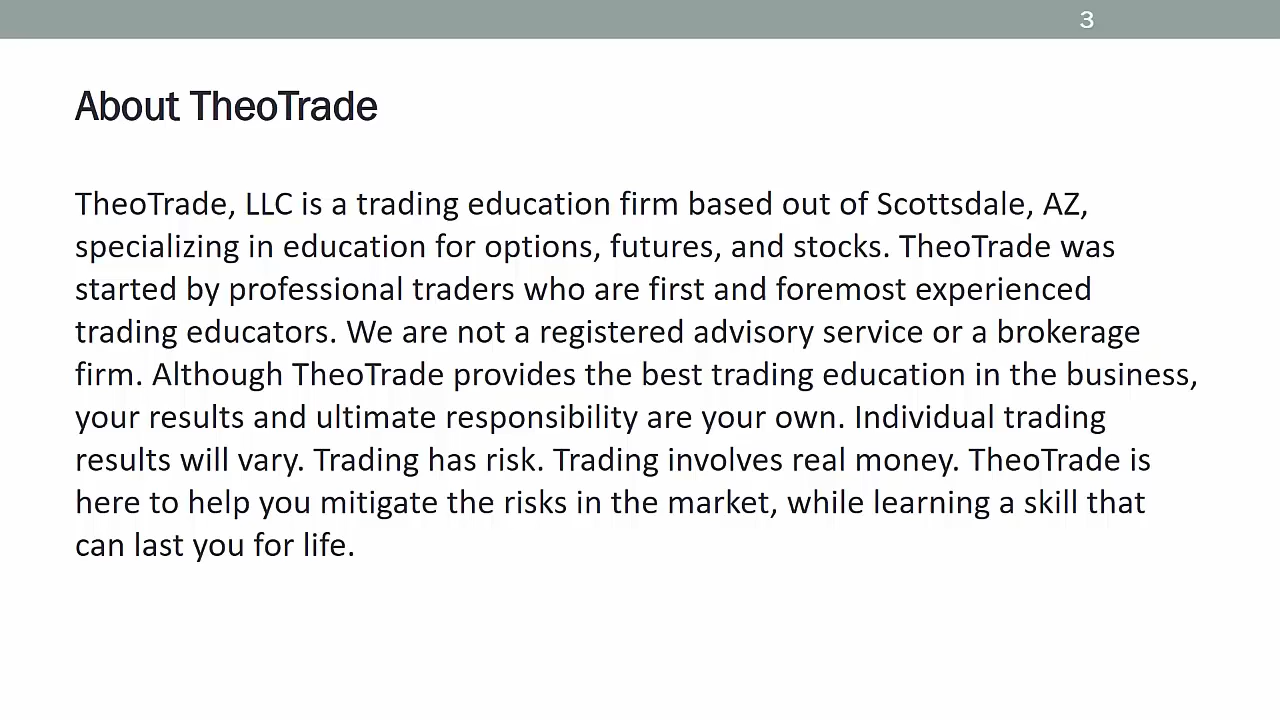 3
About TheoTrade
TheoTrade, LLC is a trading education firm based out of Scottsdale, AZ,
specializing in education for options, futures, and stocks. TheoTrade was
started by professional traders who are first and foremost experienced
trading educators. We are not a registered advisory service or a brokerage
firm. Although TheoTrade provides the best trading education in the business,
your results and ultimate responsibility are your own. Individual trading
results will vary. Trading has risk. Trading involves real money. TheoTrade is
here to help you mitigate the risks in the market, while learning a skill that
can last you for life.